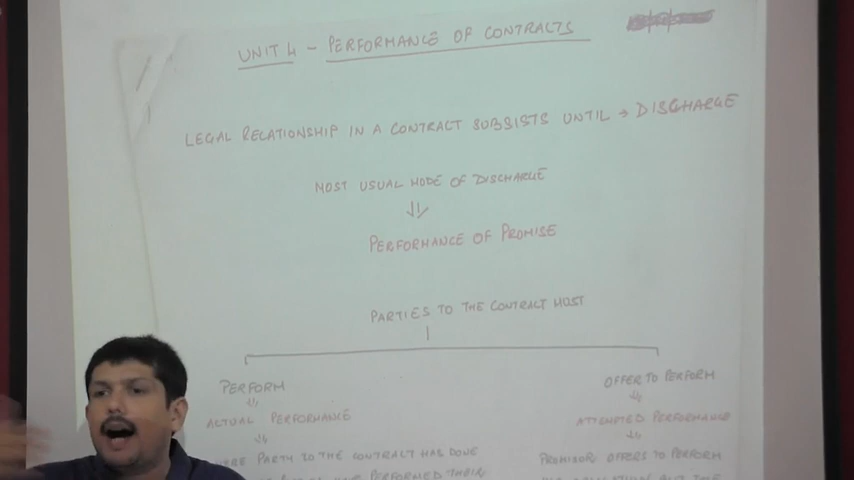 UNIT 4 - PERFORMANCE OF CONTRACTS
LEGAL RELATIONSHIP IN A CONTRACT SUBSISTS UNTIL → DISCHARGE
MOST USUAL MODE OF DISCHARGE
PERFORMANCE OF PROMISE
PARTIES TO THE CONTRACT MOST
PERFORM
ACTUAL PERFORMANCE
PARTY TO THE CONTRACT HAS DONE
PERFORMED THEIR
OFFER TO PERFORM
ATTEMPTED PERFORMANCE
PROMISOR OFFERS TO PERFORM